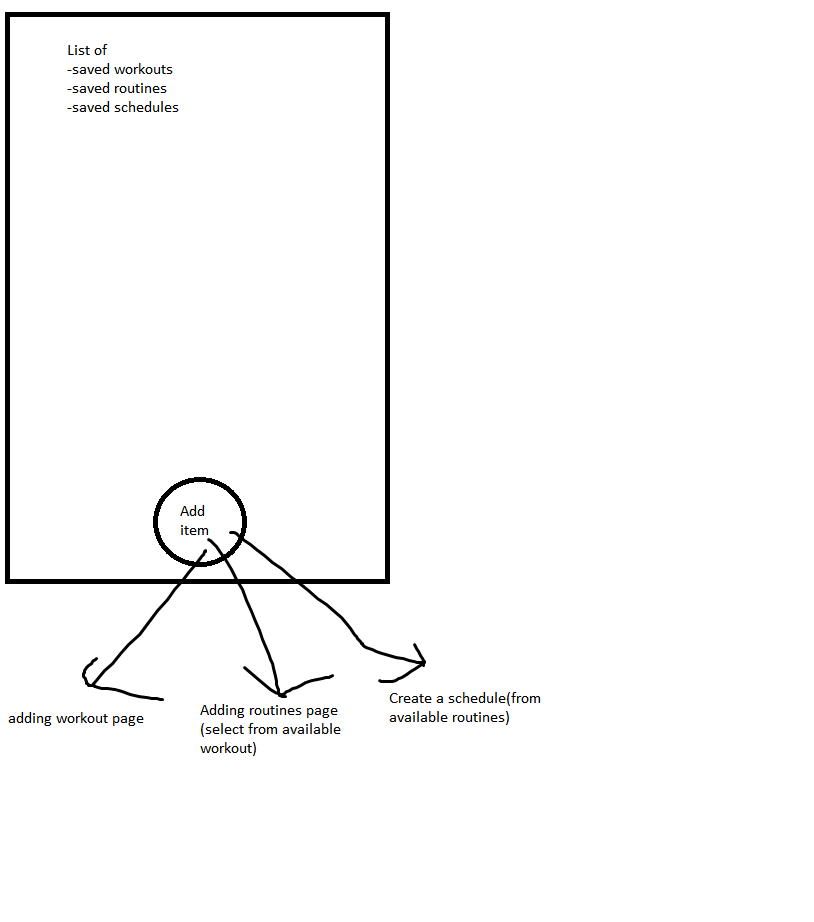 List of
-saved workouts
-saved routines
-saved schedules
Add
item
adding workout page
Adding routines page
(select from available
workout)
Create a schedule(from
available routines)